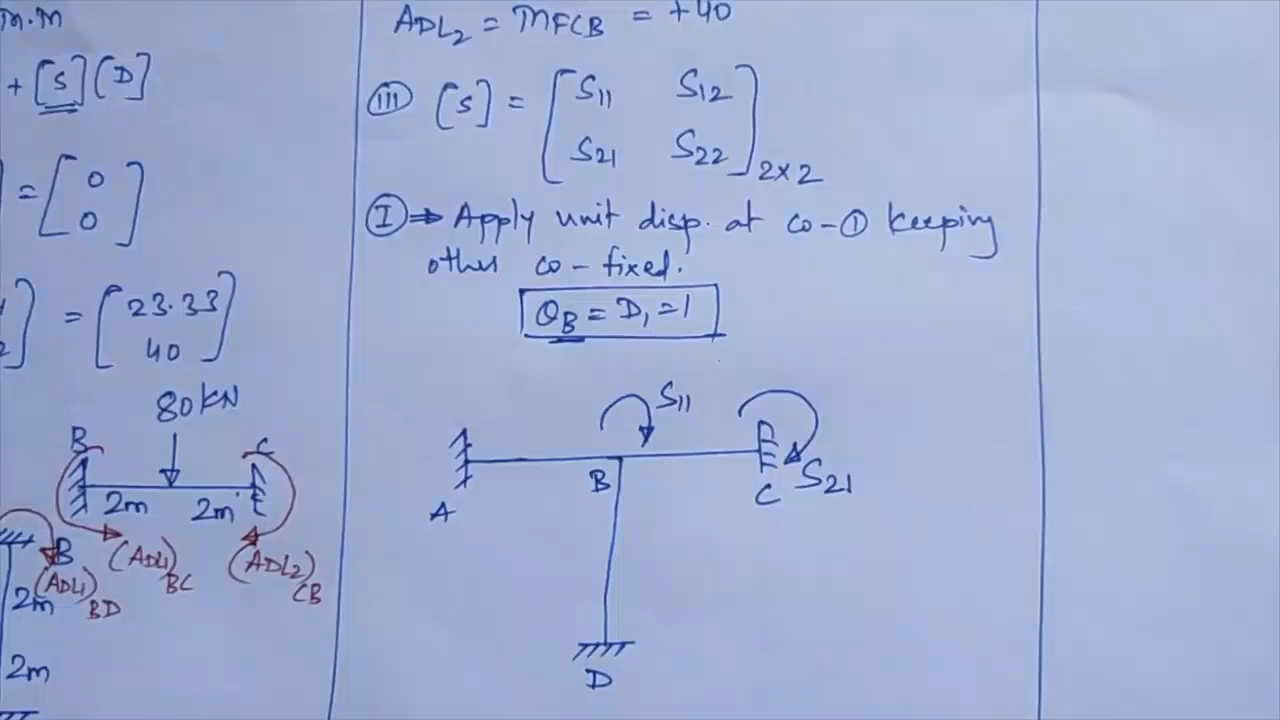 m.m
+ [S] [D]
= [0
0]
= [23.33
40]
80 KN
B
C
2m
2m
B
(ADL1)BD
(ADL1)BC
(ADL2)CB
2m
2m
ADL2 = MFCB = +40
III [S] = [S11 S12
S21 S22]2×2
I ⇒ Apply unit disp. at co-① keeping
other co-fixed.
θB = D1 = 1
S11
S21
A
B
C
D